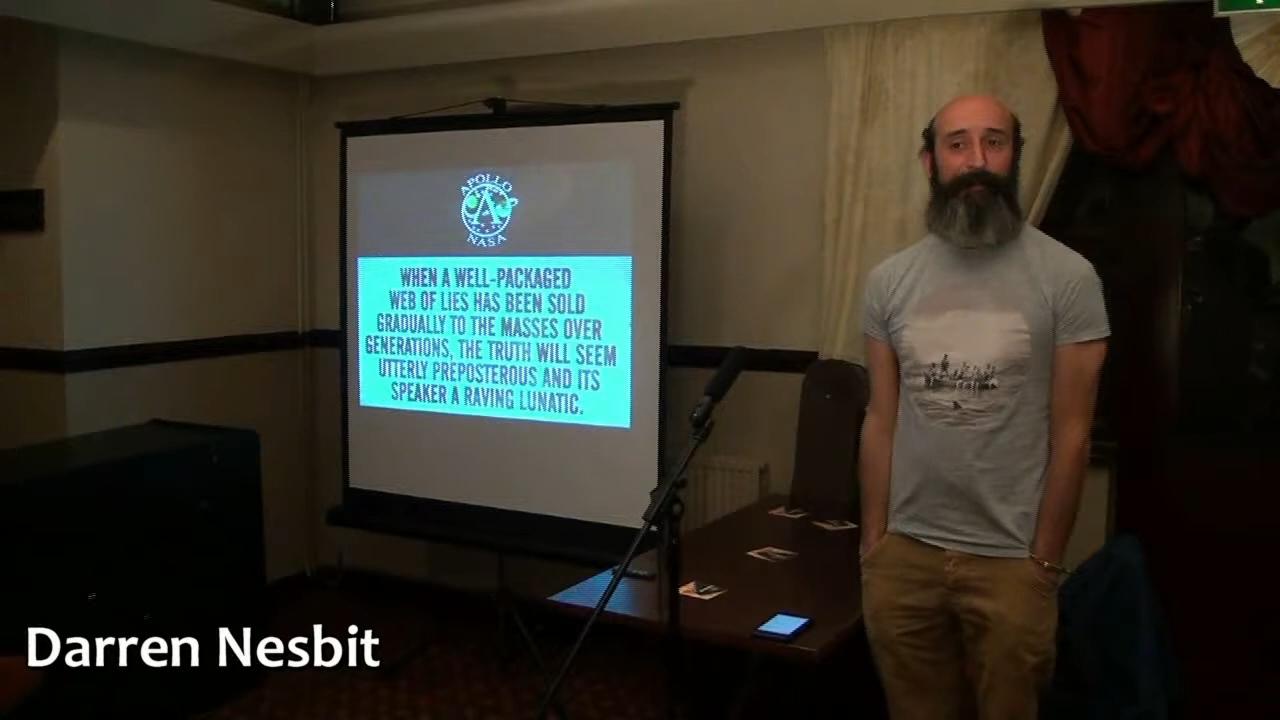 APOLLO
A
NASA
WHEN A WELL-PACKAGED
WEB OF LIES HAS BEEN SOLD
GRADUALLY TO THE MASSES OVER
GENERATIONS, THE TRUTH WILL SEEM
UTTERLY PREPOSTEROUS AND ITS
SPEAKER A RAVING LUNATIC.
Darren Nesbit